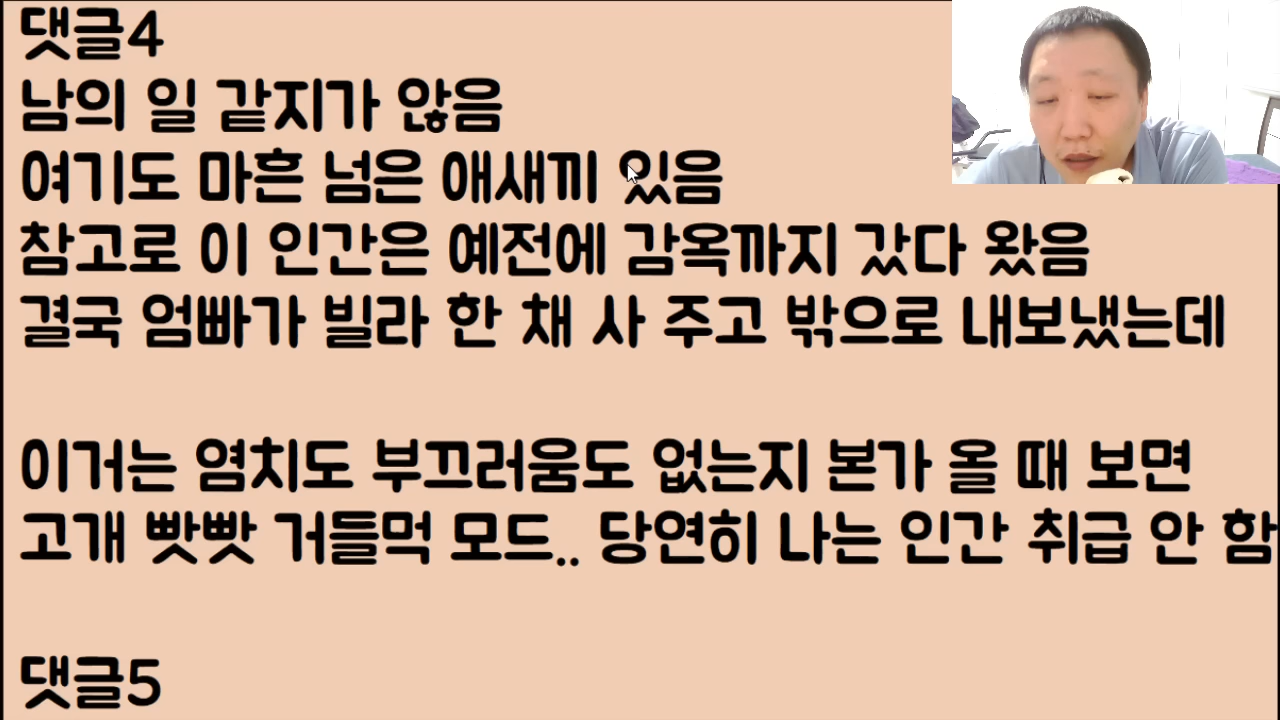 댓글4
남의 일 같지가 않음
여기도 마흔 넘은 애새끼 있음
참고로 이 인간은 예전에 감옥까지 갔다 왔음
결국 엄빠가 빌라 한 채 사 주고 밖으로 내보냈는데
이거는 염치도 부끄러움도 없는지 본가 올 때 보면
고개 빳빳 거들먹 모드.. 당연히 나는 인간 취급 안 함
댓글5